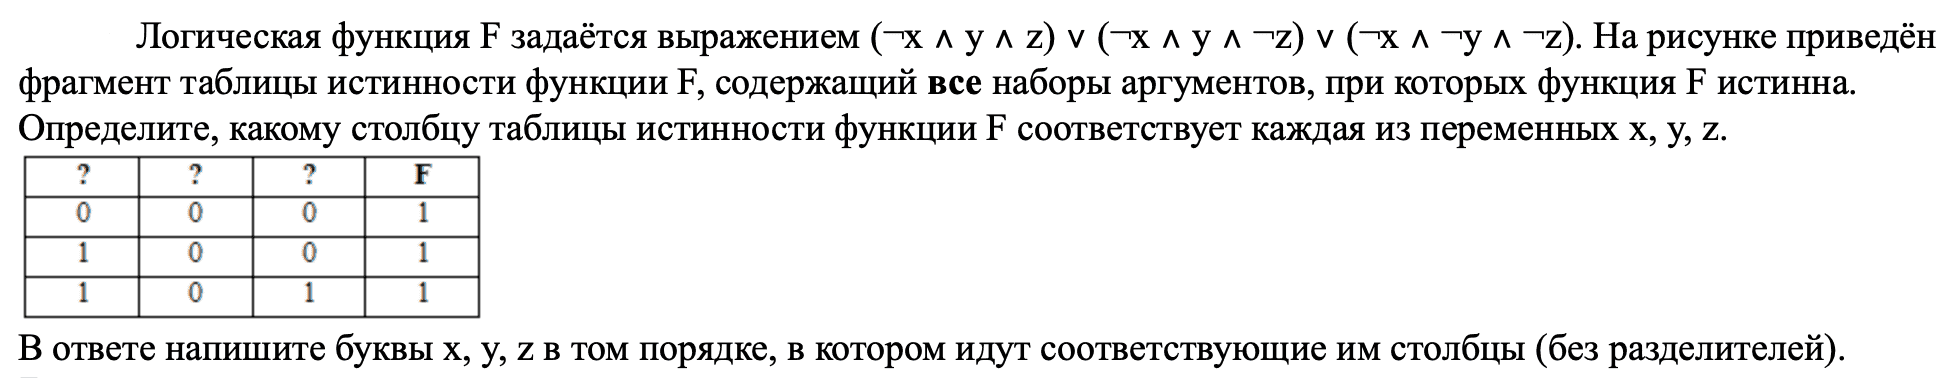 Логическая функция F задаётся выражением (¬x ∧ y ∧ z) ∨ (¬x ∧ y ∧ ¬z) ∨ (¬x ∧ ¬y ∧ ¬z). На рисунке приведён
фрагмент таблицы истинности функции F, содержащий все наборы аргументов, при которых функция F истинна.
Определите, какому столбцу таблицы истинности функции F соответствует каждая из переменных x, y, z.
? ? ? F
0 0 0 1
1 0 0 1
1 0 1 1
В ответе напишите буквы x, y, z в том порядке, в котором идут соответствующие им столбцы (без разделителей).